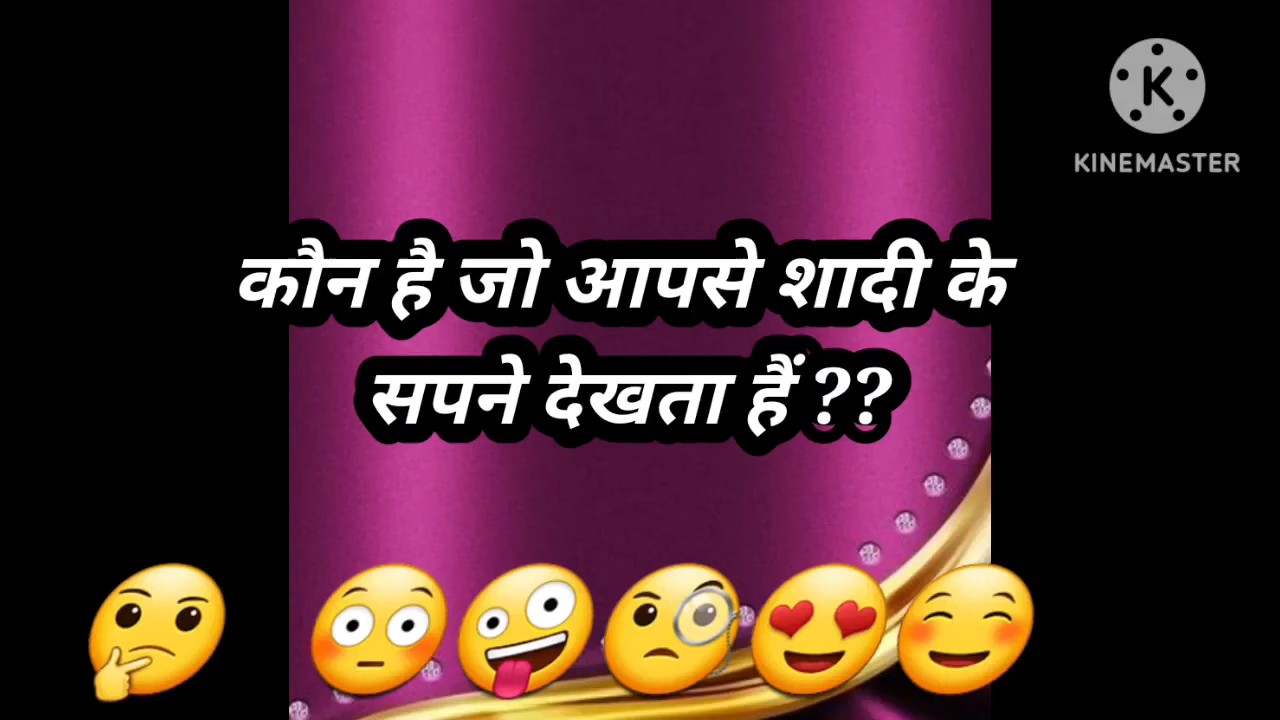 KINEMASTER
कौन है जो आपसे शादी के
सपने देखता हैं ??